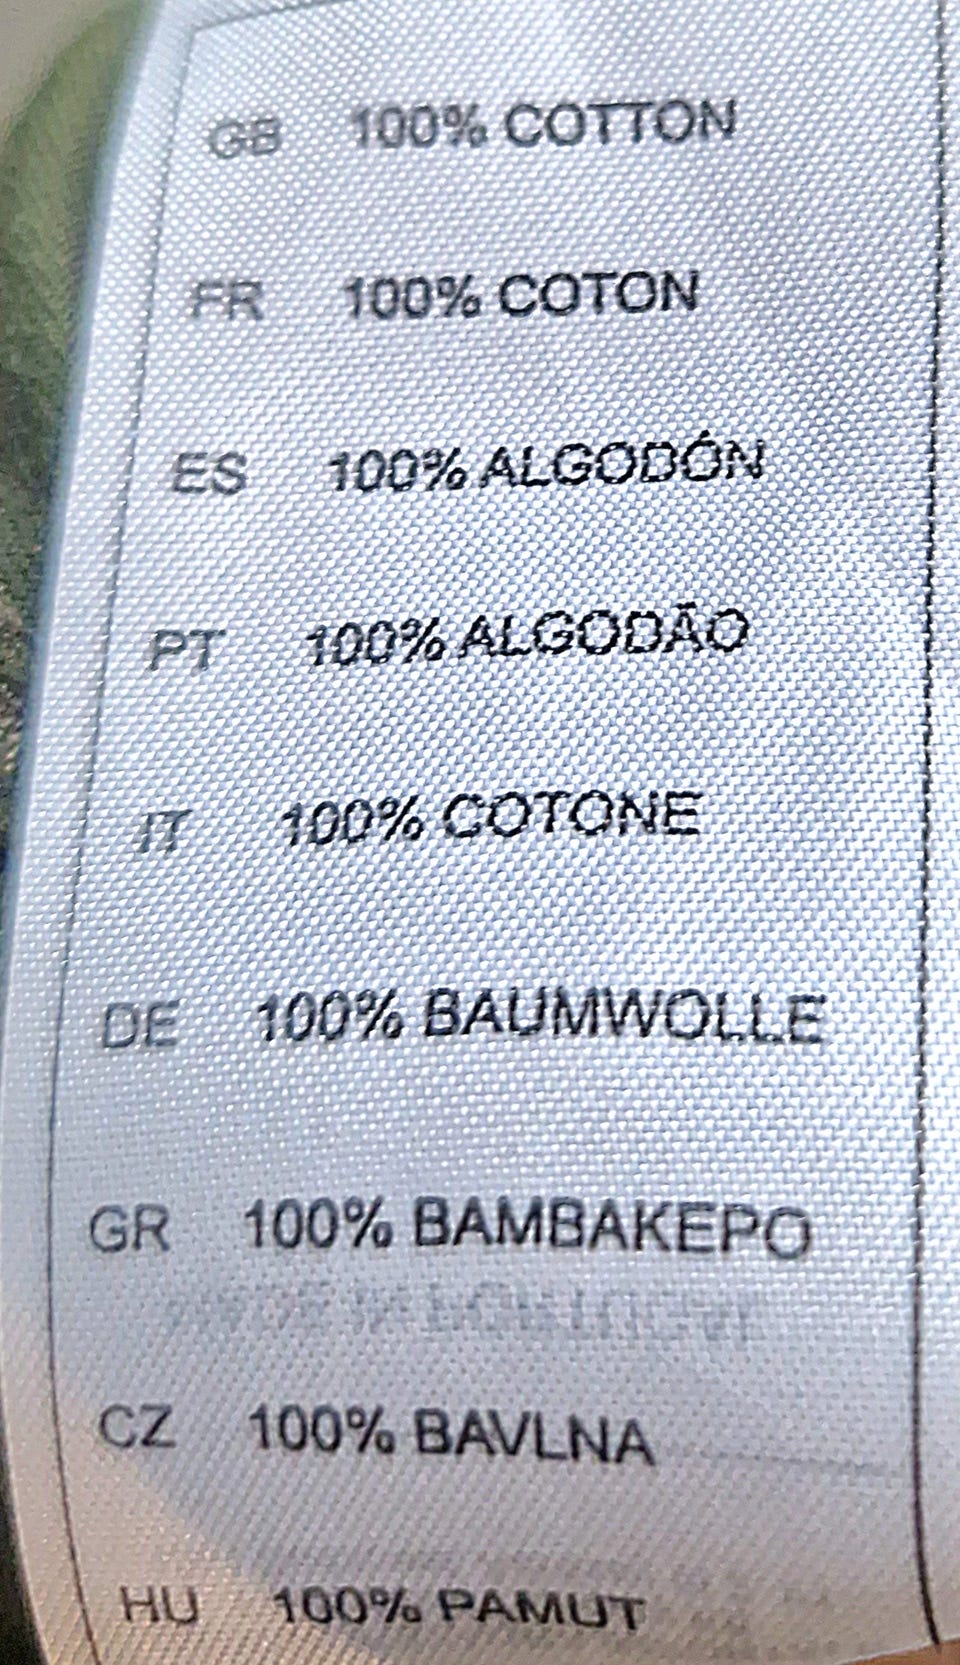 GB 100% COTTON
FR 100% COTON
ES 100% ALGODÓN
PT 100% ALGODÃO
IT 100% COTONE
DE 100% BAUMWOLLE
GR 100% ΒΑΜΒΑΚΕΡΟ
CZ 100% BAVLNA
HU 100% PAMUT